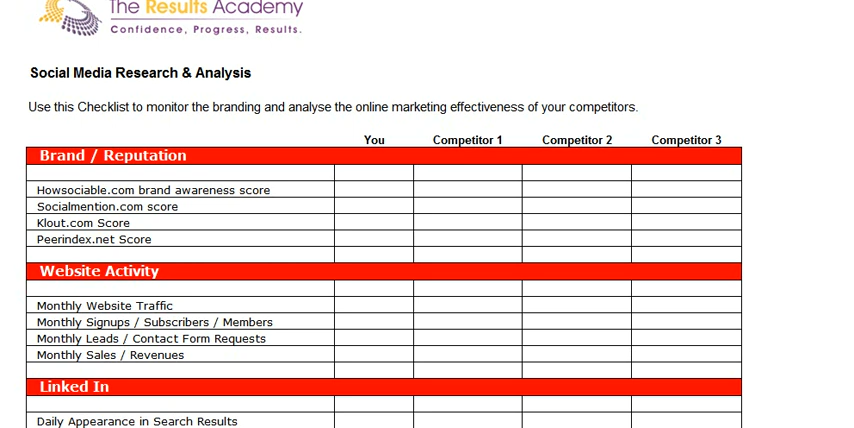 The Results Academy
Confidence, Progress, Results.
Social Media Research & Analysis
Use this Checklist to monitor the branding and analyse the online marketing effectiveness of your competitors.
You Competitor 1 Competitor 2 Competitor 3
Brand / Reputation
Howsociable.com brand awareness score
Socialmention.com score
Klout.com Score
Peerindex.net Score
Website Activity
Monthly Website Traffic
Monthly Signups / Subscribers / Members
Monthly Leads / Contact Form Requests
Monthly Sales / Revenues
Linked In
Daily Appearance in Search Results